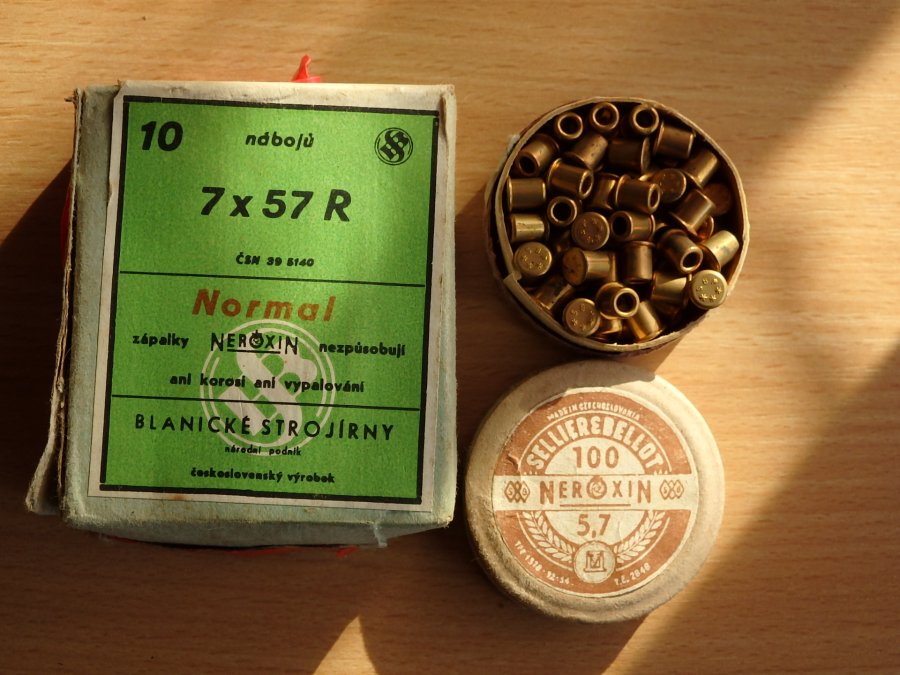 10 nábojů
7 x 57 R
ČSN 39 5140
Normal
zápalky NEROXIN nezpůsobují
ani korosi ani vypalování
BLANICKÉ STROJÍRNY
národní podnik
československý výrobek
MADE IN CZECHOSLOVAKIA
SELLIER&BELLOT
100
NEROXIN
5,7
T.Č. 2848